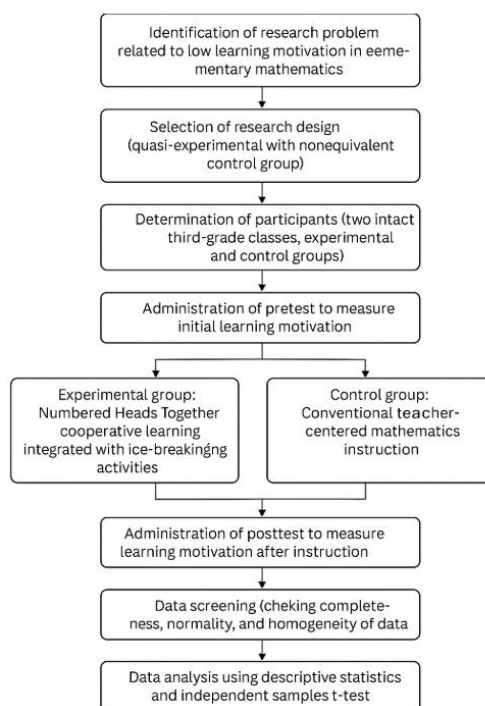 Identification of research problem
related to low learning motivation in eeme-
mentary mathematics
Selection of research design
(quasi-experimental with nonequivalent
control group)
Determination of participants (two intact
third-grade classes, experimental
and control groups)
Administration of pretest to measure
initial learning motivation
Experimental group:
Numbered Heads Together
cooperative learning
integrated with ice-breakingng
activities
Control group:
Conventional teacher-
centered mathematics
instruction
Administration of posttest to measure
learning motivation after instruction
Data screening (cheking complete-
ness, normality, and homogeneity of data
Data analysis using descriptive statistics
and independent samples t-test